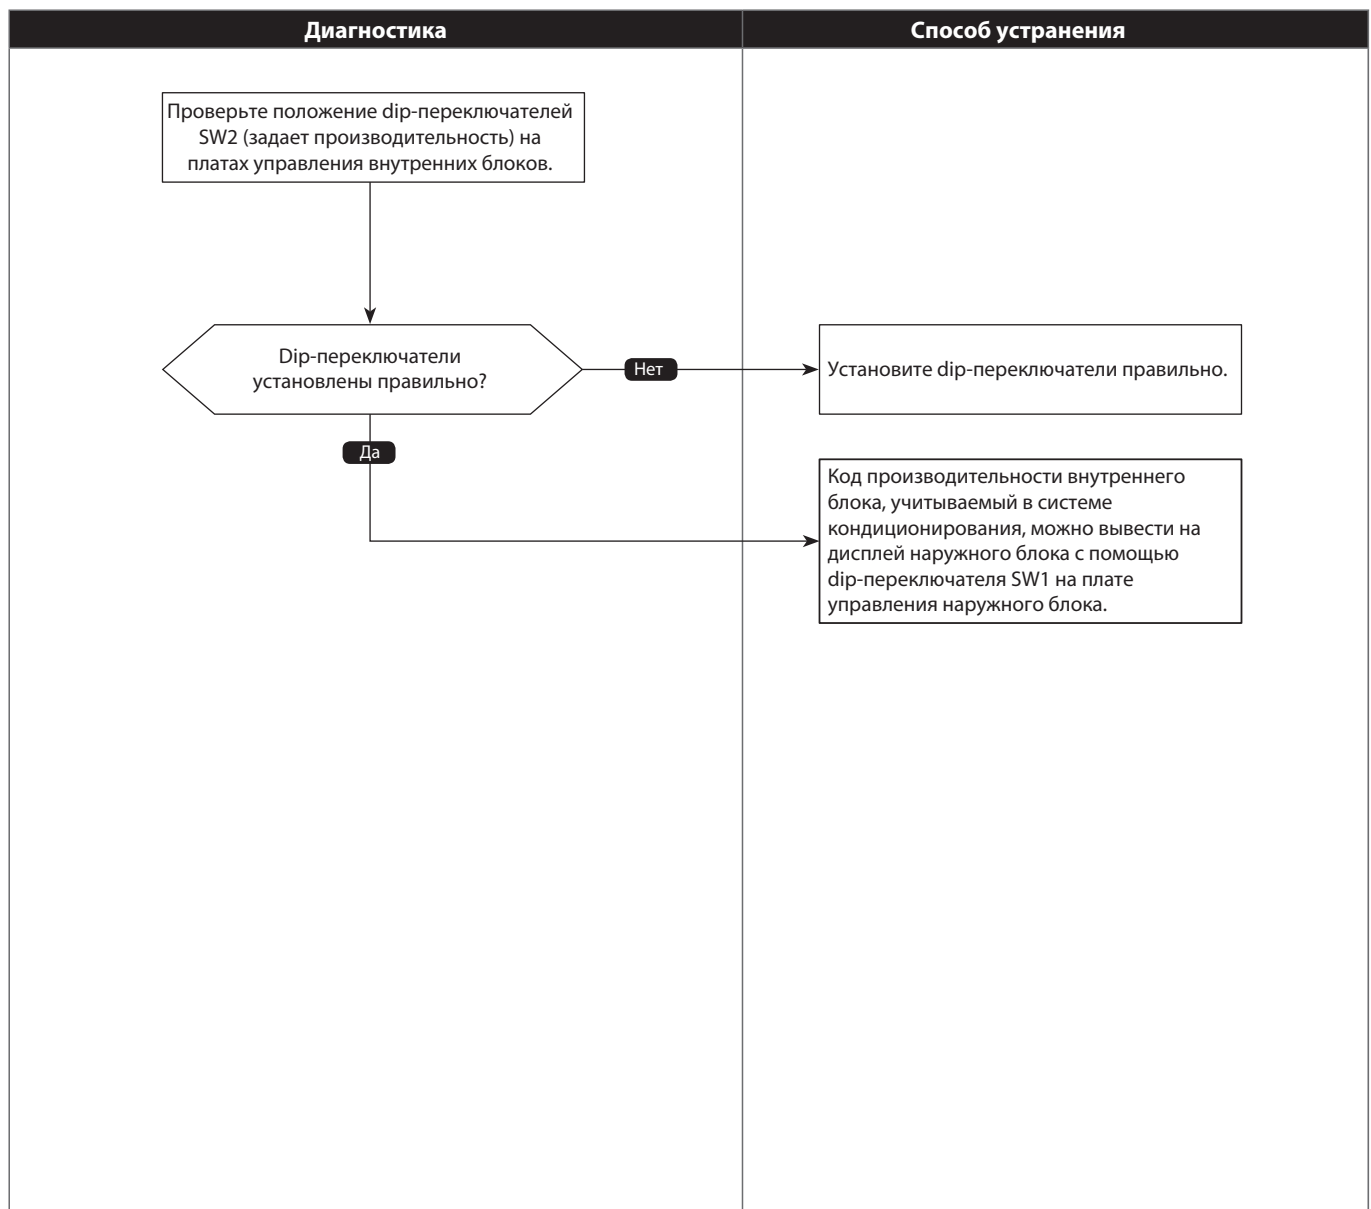 Диагностика
Способ устранения
Проверьте положение dip-переключателей
SW2 (задает производительность) на
платах управления внутренних блоков.
Dip-переключатели
установлены правильно?
Нет
Установите dip-переключатели правильно.
Да
Код производительности внутреннего
блока, учитываемый в системе
кондиционирования, можно вывести на
дисплей наружного блока с помощью
dip-переключателя SW1 на плате
управления наружного блока.